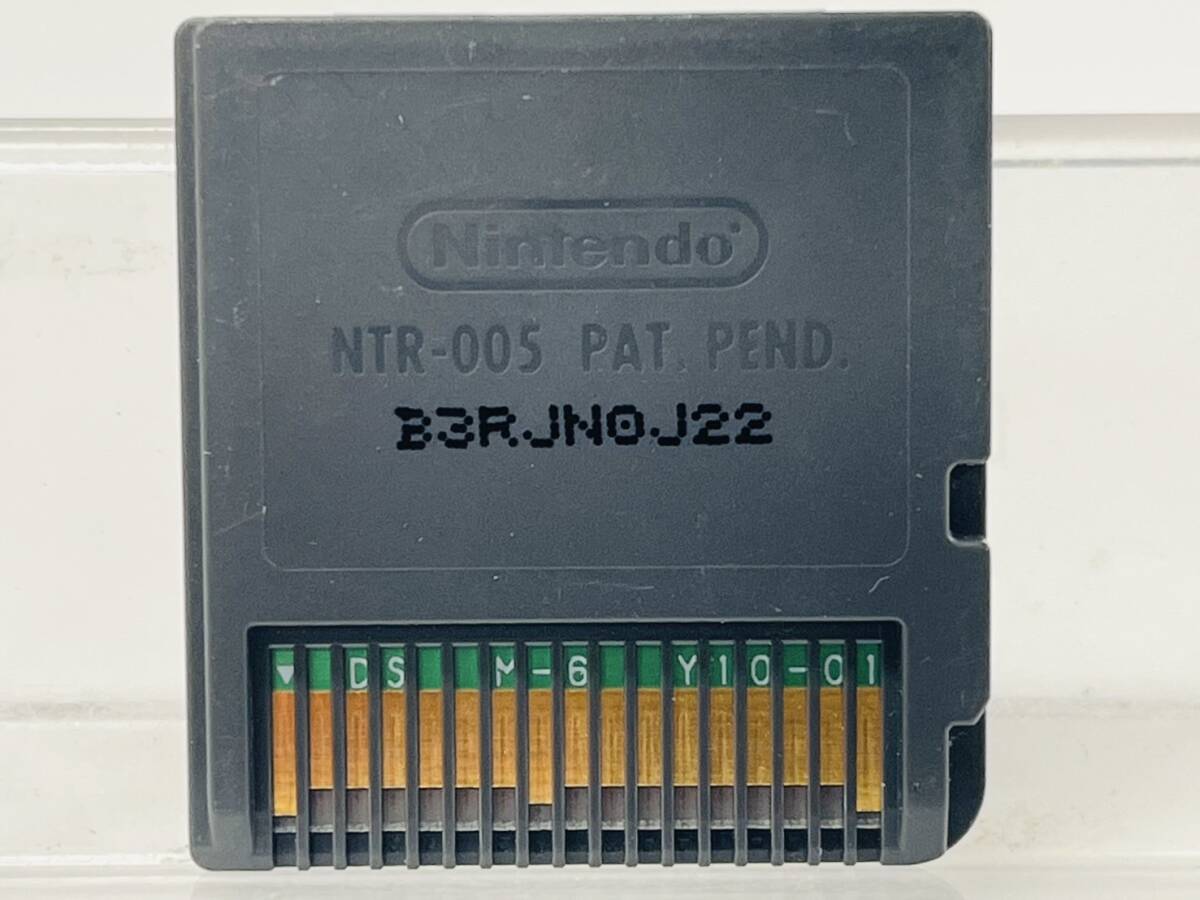 Nintendo
NTR-005 PAT. PEND.
B3RJN0J22
▼ DS M-6 Y10-01